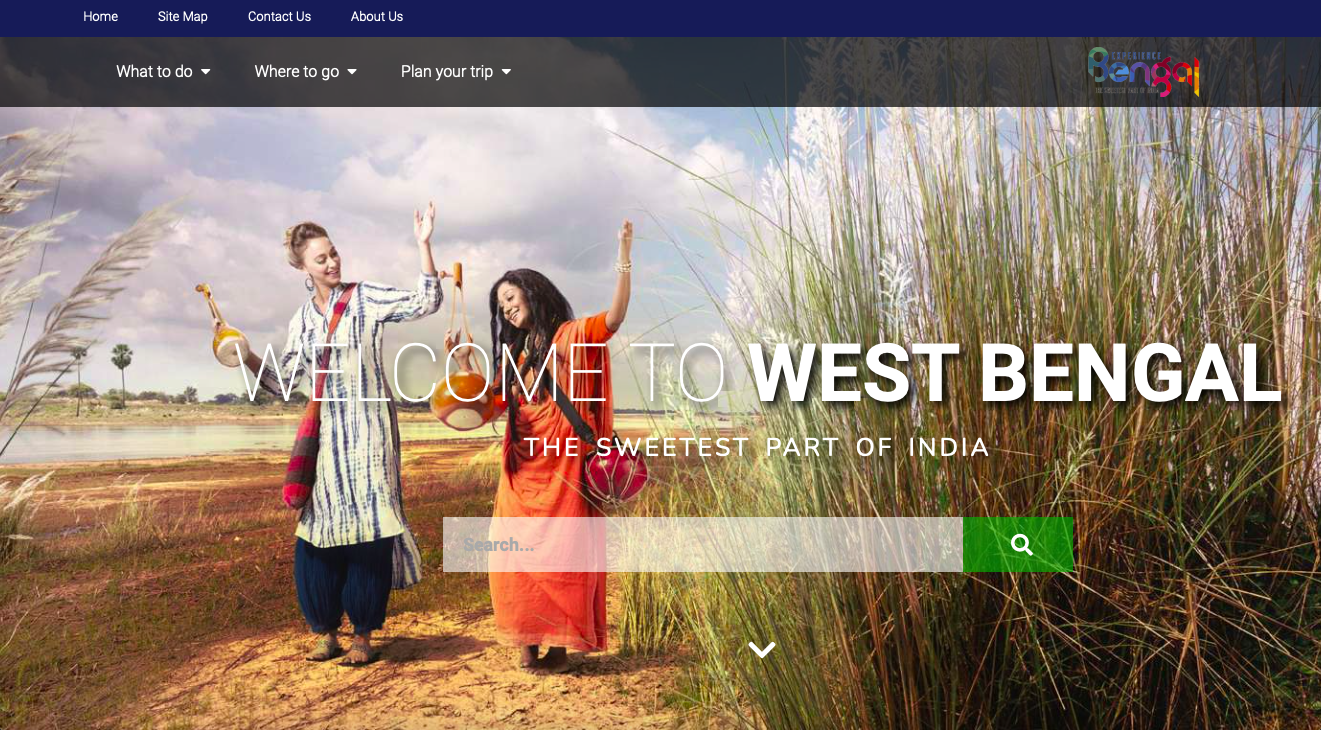 Home Site Map Contact Us About Us
What to do Where to go Plan your trip
EXPERIENCE
Bengal
THE SWEETEST PART OF INDIA
WELCOME TO WEST BENGAL
THE SWEETEST PART OF INDIA
Search...